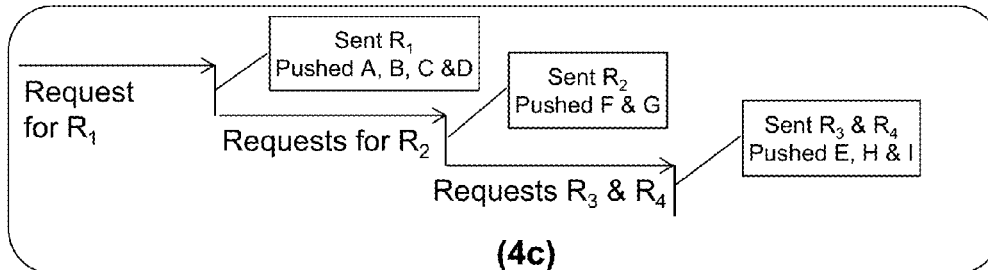 Sent R₁
Pushed A, B, C &D
Request
for R₁
Sent R₂
Pushed F & G
Requests for R₂
Sent R₃ & R₄
Pushed E, H & I
Requests R₃ & R₄
(4c)